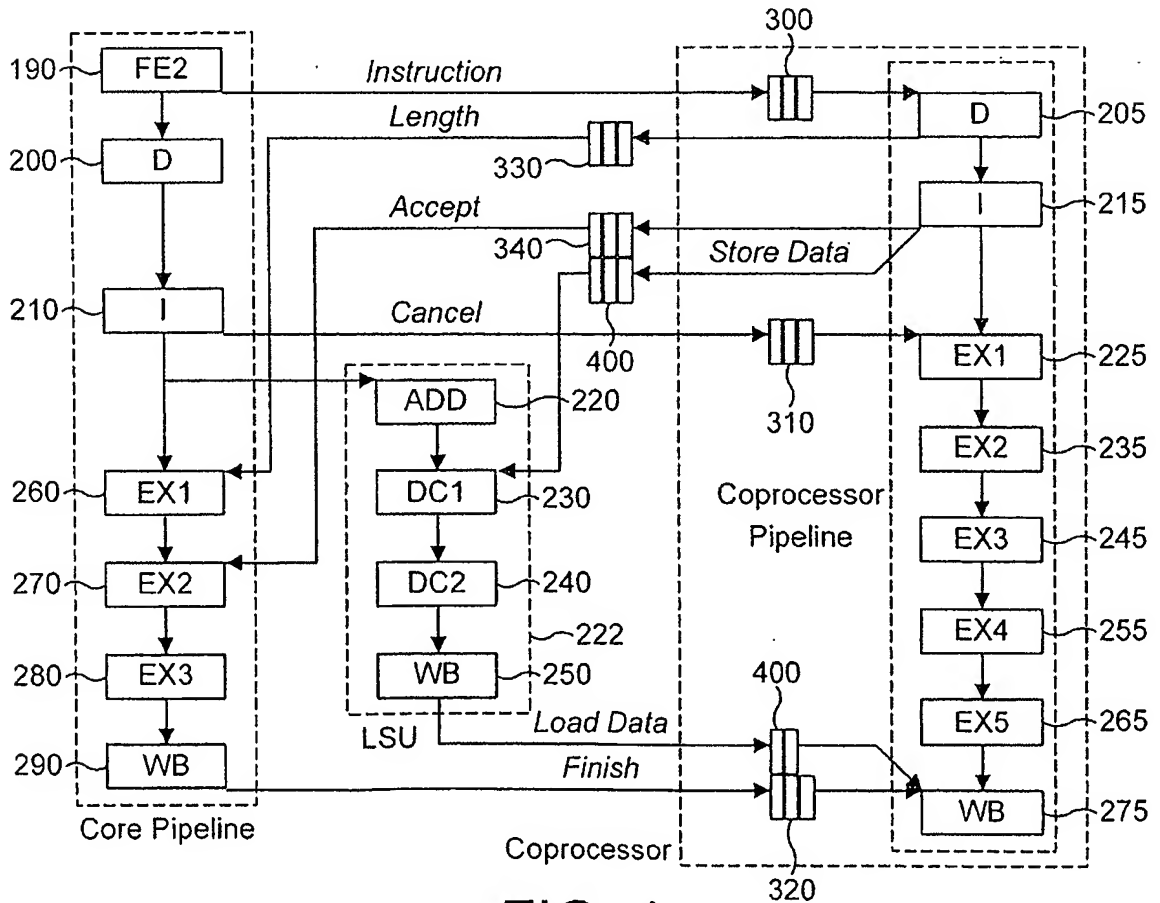 300
190
FE2
Instruction
Length
D
205
200
D
330
Accept
I
215
340
Store Data
210
I
Cancel
400
EX1
225
ADD
220
310
EX2
235
260
EX1
DC1
230
Coprocessor
Pipeline
EX3
245
270
EX2
DC2
240
222
EX4
255
280
EX3
WB
250
400
LSU
Load Data
EX5
265
290
WB
Finish
WB
275
Core Pipeline
Coprocessor
320